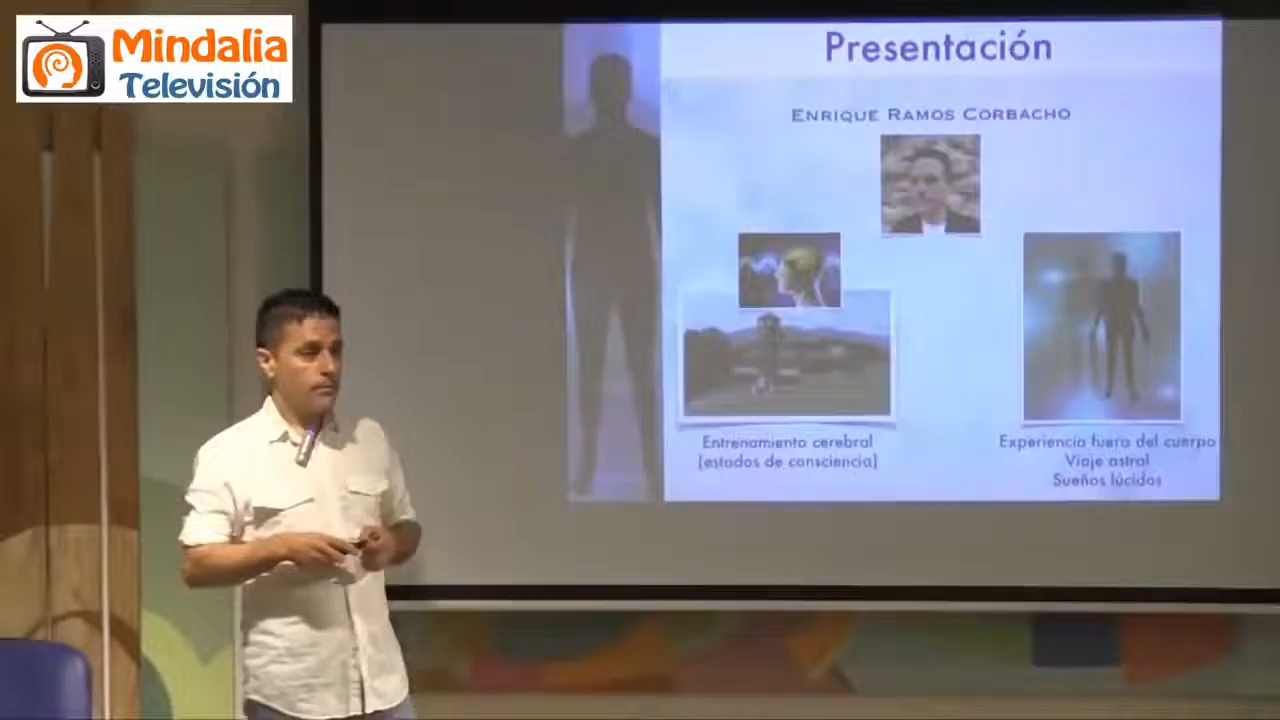 Mindalia
Televisión
Presentación
ENRIQUE RAMOS CORBACHO
Entrenamiento cerebral
(estados de consciencia)
Experiencia fuera del cuerpo
Viaje astral
Sueños lúcidos